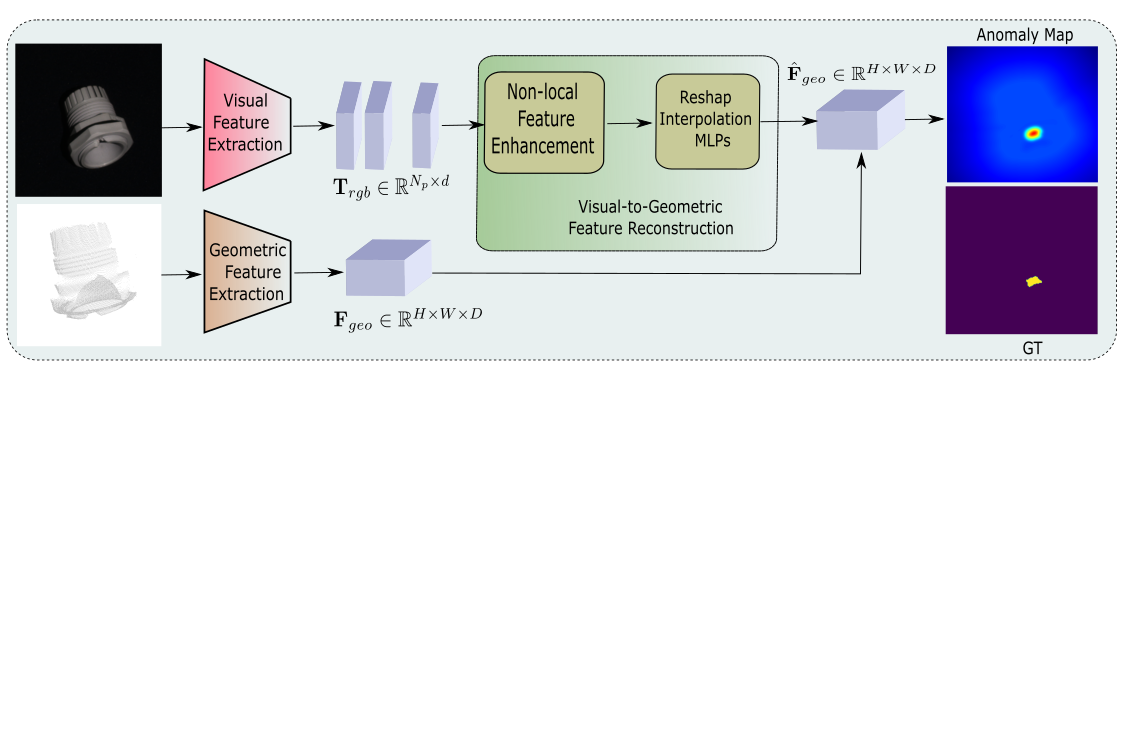 Anomaly Map
Visual
Feature
Extraction
$\mathbf{T}_{rgb} \in \mathbb{R}^{N_p \times d}$
Non-local
Feature
Enhancement
Reshap
Interpolation
MLPs
Visual-to-Geometric
Feature Reconstruction
$\hat{\mathbf{F}}_{geo} \in \mathbb{R}^{H \times W \times D}$
Geometric
Feature
Extraction
$\mathbf{F}_{geo} \in \mathbb{R}^{H \times W \times D}$
GT